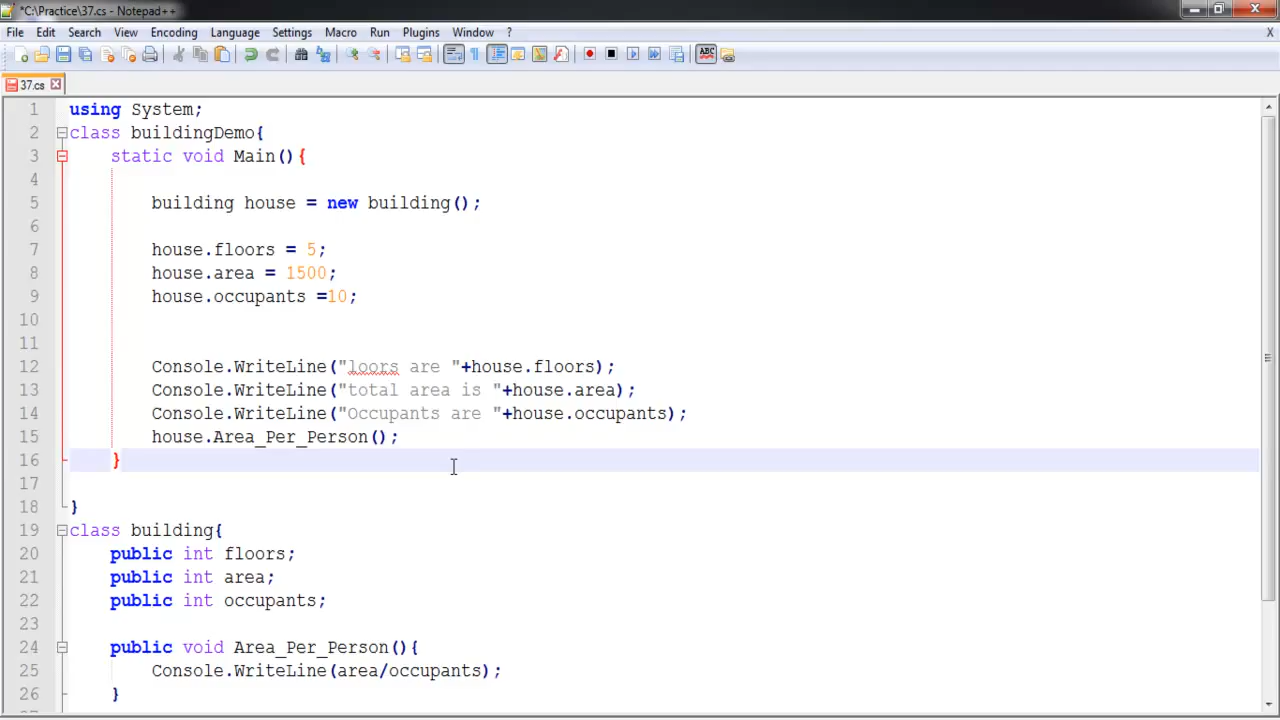 *C:\Practice\37.cs - Notepad++
File Edit Search View Encoding Language Settings Macro Run Plugins Window ? X
ABC
37.cs
1 using System;
2 class buildingDemo{
3 static void Main(){
4
5 building house = new building();
6
7 house.floors = 5;
8 house.area = 1500;
9 house.occupants =10;
10
11
12 Console.WriteLine("loors are "+house.floors);
13 Console.WriteLine("total area is "+house.area);
14 Console.WriteLine("Occupants are "+house.occupants);
15 house.Area_Per_Person();
16 }
17
18 }
19 class building{
20 public int floors;
21 public int area;
22 public int occupants;
23
24 public void Area_Per_Person(){
25 Console.WriteLine(area/occupants);
26 }